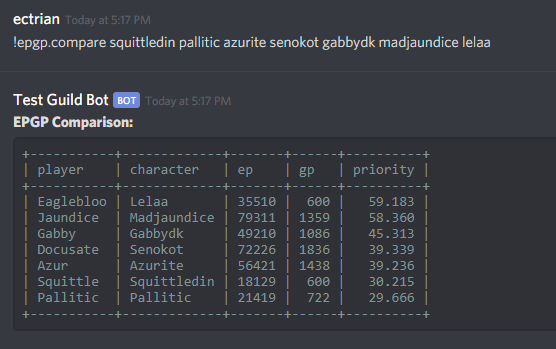 ectrian Today at 5:17 PM
!epgp.compare squittledin pallitic azurite senokot gabbydk madjaundice lelaa
Test Guild Bot BOT Today at 5:17 PM
EPGP Comparison:
+-----------+-------------+-------+------+----------+
| player    | character   | ep    | gp   | priority |
+-----------+-------------+-------+------+----------+
| Eaglebloo | Lelaa       | 35510 |  600 |   59.183 |
| Jaundice  | Madjaundice | 79311 | 1359 |   58.360 |
| Gabby     | Gabbydk     | 49210 | 1086 |   45.313 |
| Docusate  | Senokot     | 72226 | 1836 |   39.339 |
| Azur      | Azurite     | 56421 | 1438 |   39.236 |
| Squittle  | Squittledin | 18129 |  600 |   30.215 |
| Pallitic  | Pallitic    | 21419 |  722 |   29.666 |
+-----------+-------------+-------+------+----------+